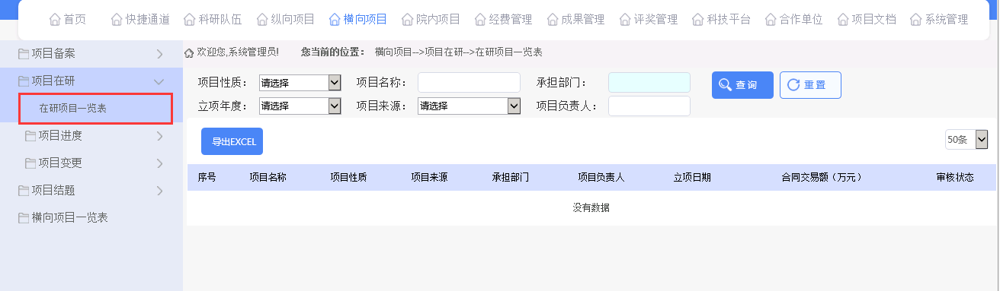 首页 快捷通道 科研队伍 纵向项目 横向项目 院内项目 经费管理 成果管理 评奖管理 科技平台 合作单位 项目文档 系统管理
项目备案
项目在研
在研项目一览表
项目进度
项目变更
项目结题
横向项目一览表
欢迎您,系统管理员! 您当前的位置： 横向项目-->项目在研-->在研项目一览表
项目性质： 请选择 项目名称： 承担部门： 查询 重置
立项年度： 请选择 项目来源： 请选择 项目负责人：
导出EXCEL 50条
序号 项目名称 项目性质 项目来源 承担部门 项目负责人 立项日期 合同交易额（万元） 审核状态
没有数据